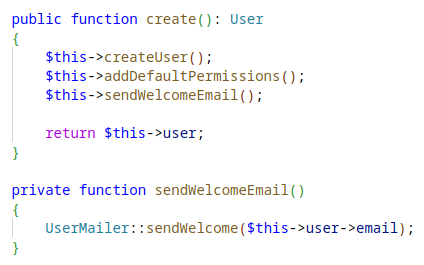 public function create(): User
{
    $this->createUser();
    $this->addDefaultPermissions();
    $this->sendWelcomeEmail();

    return $this->user;
}

private function sendWelcomeEmail()
{
    UserMailer::sendWelcome($this->user->email);
}